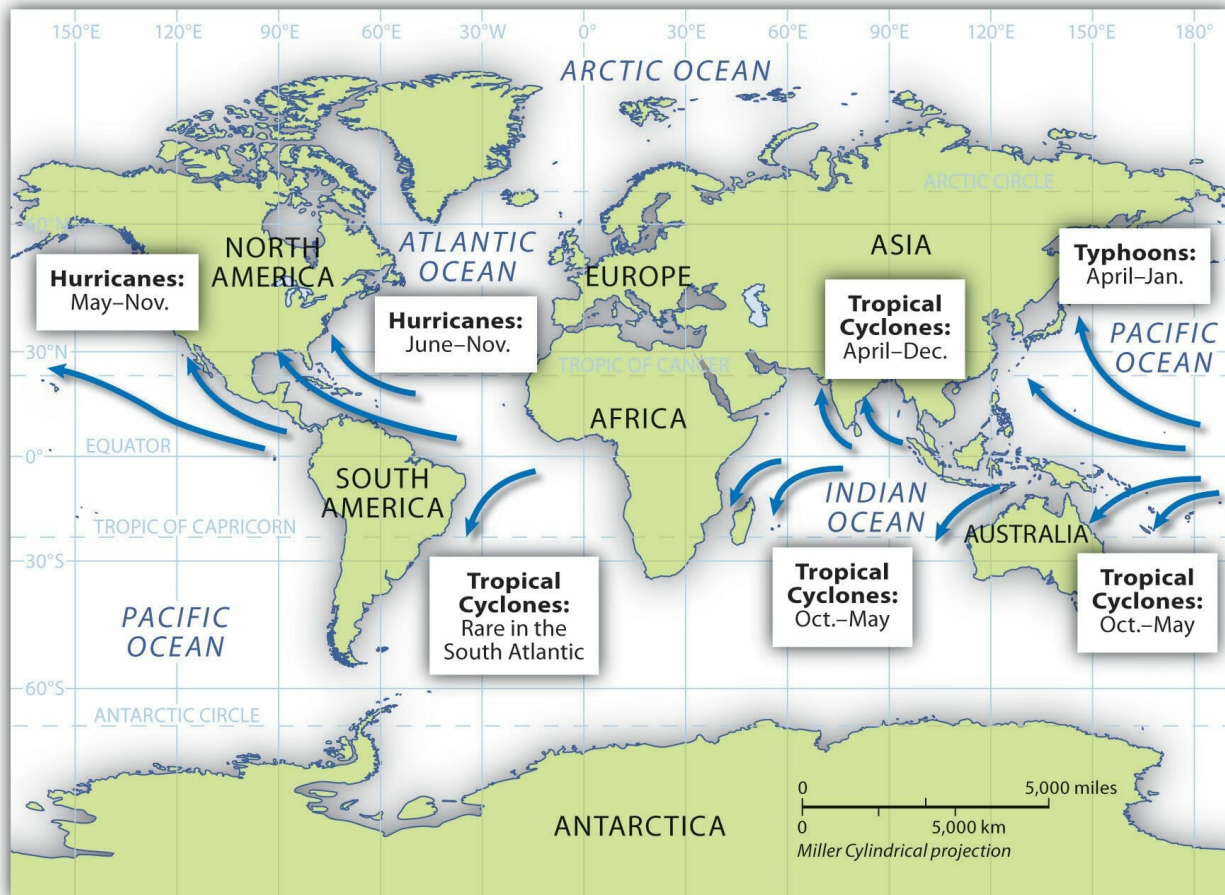 150°E 120°E 90°E 60°E 30°W 0° 30°E 60°E 90°E 120°E 150°E 180°
ARCTIC OCEAN
ARCTIC CIRCLE
60°N
NORTH
AMERICA
ATLANTIC
OCEAN
EUROPE
ASIA
Hurricanes:
May–Nov.
Hurricanes:
June–Nov.
Tropical
Cyclones:
April–Dec.
Typhoons:
April–Jan.
PACIFIC
OCEAN
30°N
TROPIC OF CANCER
AFRICA
EQUATOR
0°
SOUTH
AMERICA
INDIAN
OCEAN
TROPIC OF CAPRICORN
AUSTRALIA
30°S
Tropical
Cyclones:
Rare in the
South Atlantic
Tropical
Cyclones:
Oct.–May
Tropical
Cyclones:
Oct.–May
PACIFIC
OCEAN
60°S
ANTARCTIC CIRCLE
ANTARCTICA
0 5,000 miles
0 5,000 km
Miller Cylindrical projection